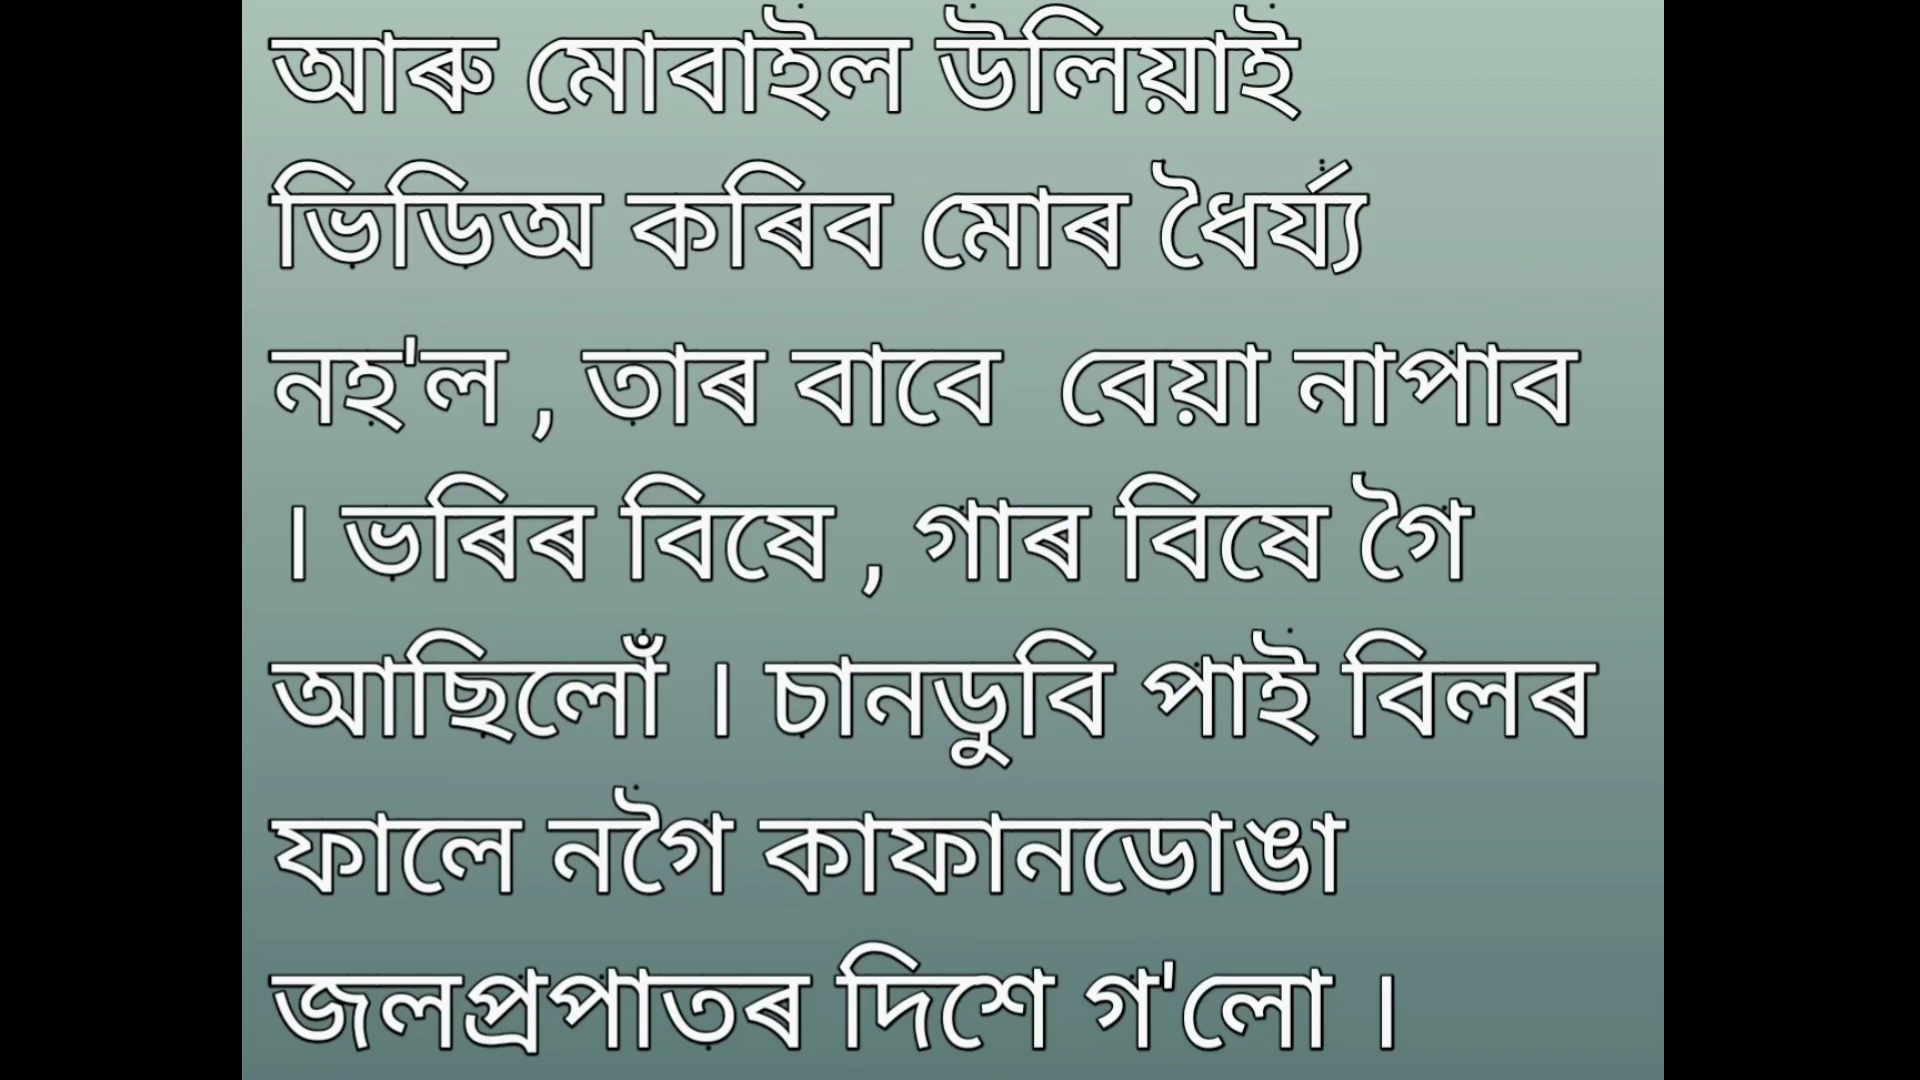 আৰু মোবাইল উলিয়াই
ভিডিঅ কৰিব মোৰ ধৈৰ্য্য
নহ'ল , তাৰ বাবে বেয়া নাপাব
। ভৰিৰ বিষে , গাৰ বিষে গৈ
আছিলোঁ । চানডুবি পাই বিলৰ
ফালে নগৈ কাফানডোঙা
জলপ্ৰপাতৰ দিশে গ'লো ।